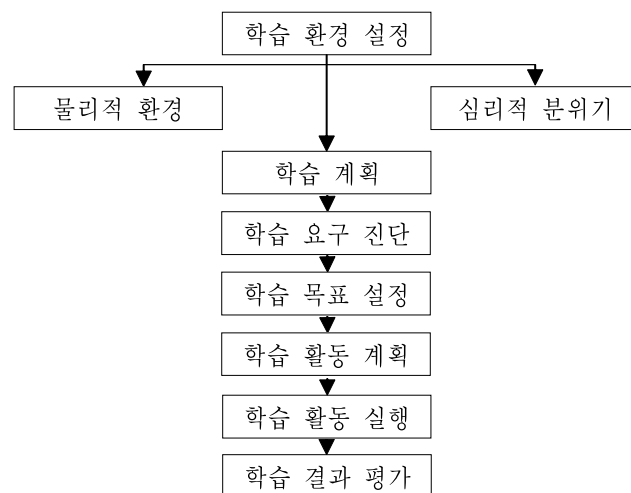 학습 환경 설정
물리적 환경
심리적 분위기
학습 계획
학습 요구 진단
학습 목표 설정
학습 활동 계획
학습 활동 실행
학습 결과 평가